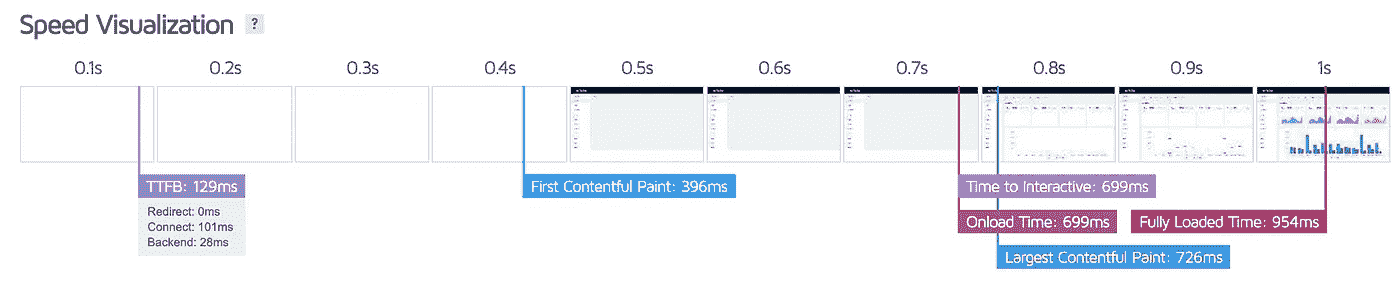 Speed Visualization ?
0.1s 0.2s 0.3s 0.4s 0.5s 0.6s 0.7s 0.8s 0.9s 1s
TTFB: 129ms
Redirect: 0ms
Connect: 101ms
Backend: 28ms
First Contentful Paint: 396ms
Time to Interactive: 699ms
Onload Time: 699ms
Fully Loaded Time: 954ms
Largest Contentful Paint: 726ms